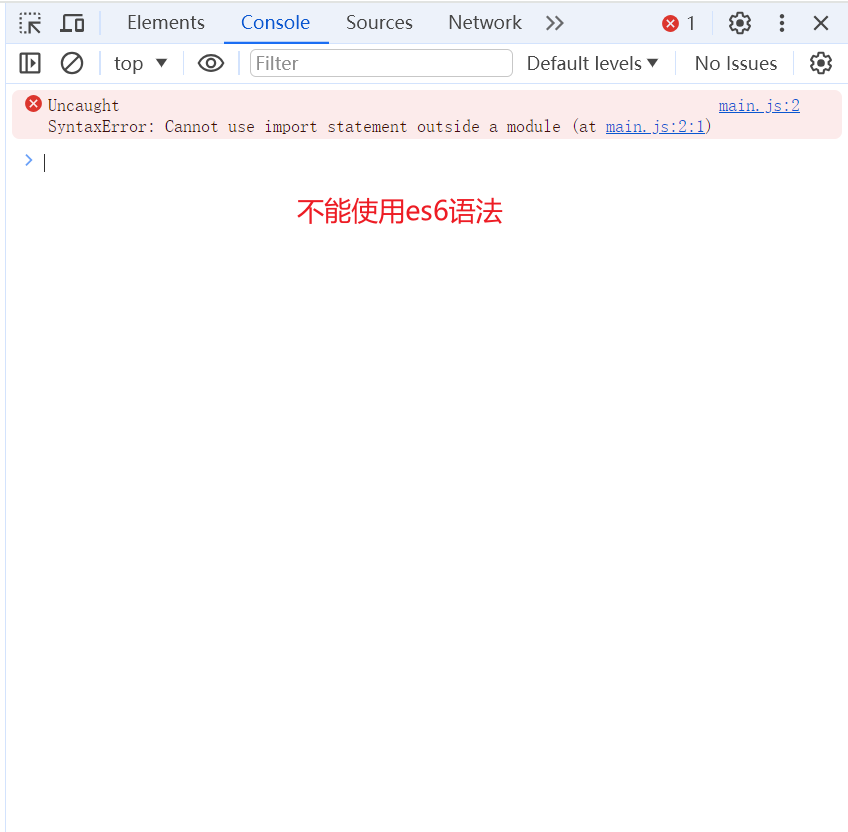 Elements Console Sources Network 1
top Filter Default levels No Issues
Uncaught main.js:2
SyntaxError: Cannot use import statement outside a module (at main.js:2:1)
不能使用es6语法